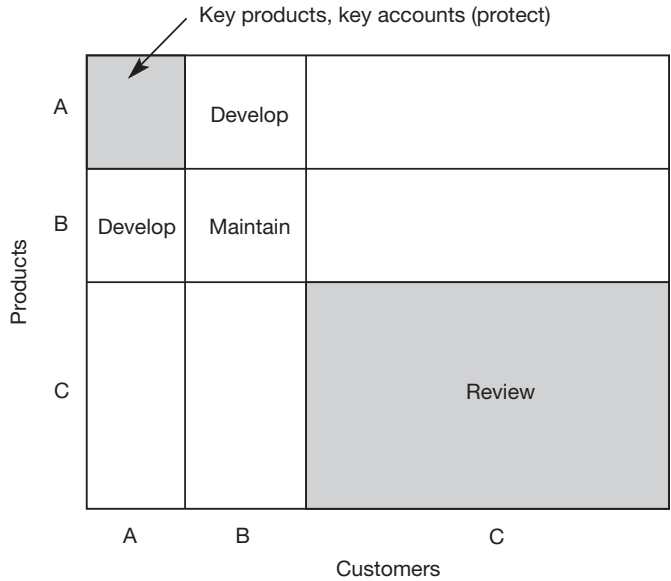 Key products, key accounts (protect)
A
Develop
B
Develop
Maintain
Products
C
Review
A
B
C
Customers